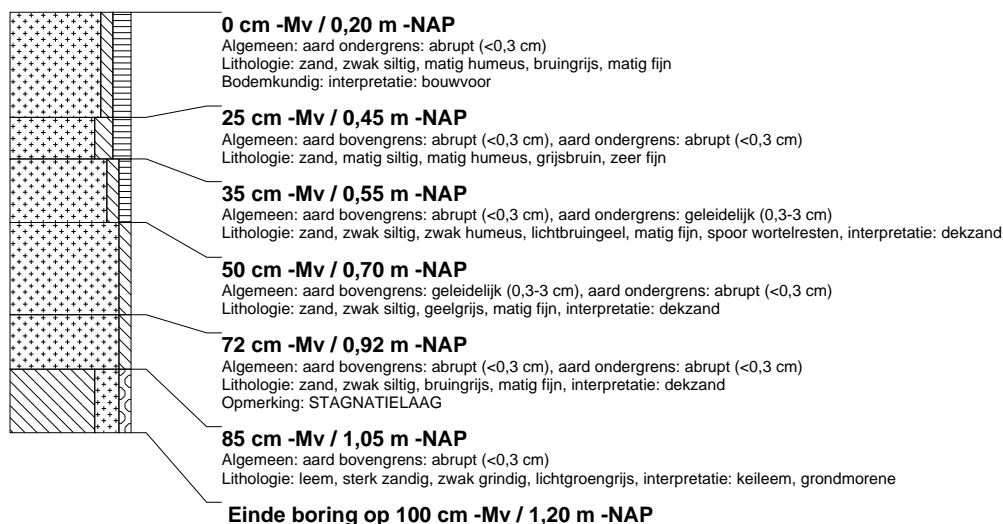 0 cm -Mv / 0,20 m -NAP
Algemeen: aard ondergrens: abrupt (<0,3 cm)
Lithologie: zand, zwak siltig, matig humeus, bruingrijs, matig fijn
Bodemkundig: interpretatie: bouwvoor
25 cm -Mv / 0,45 m -NAP
Algemeen: aard bovengrens: abrupt (<0,3 cm), aard ondergrens: abrupt (<0,3 cm)
Lithologie: zand, matig siltig, matig humeus, grijsbruin, zeer fijn
35 cm -Mv / 0,55 m -NAP
Algemeen: aard bovengrens: abrupt (<0,3 cm), aard ondergrens: geleidelijk (0,3-3 cm)
Lithologie: zand, zwak siltig, zwak humeus, lichtbruingeel, matig fijn, spoor wortelresten, interpretatie: dekzand
50 cm -Mv / 0,70 m -NAP
Algemeen: aard bovengrens: geleidelijk (0,3-3 cm), aard ondergrens: abrupt (<0,3 cm)
Lithologie: zand, zwak siltig, geelgrijs, matig fijn, interpretatie: dekzand
72 cm -Mv / 0,92 m -NAP
Algemeen: aard bovengrens: abrupt (<0,3 cm), aard ondergrens: abrupt (<0,3 cm)
Lithologie: zand, zwak siltig, bruingrijs, matig fijn, interpretatie: dekzand
Opmerking: STAGNATIELAAG
85 cm -Mv / 1,05 m -NAP
Algemeen: aard bovengrens: abrupt (<0,3 cm)
Lithologie: leem, sterk zandig, zwak grindig, lichtgroengrijs, interpretatie: keileem, grondmorene
Einde boring op 100 cm -Mv / 1,20 m -NAP